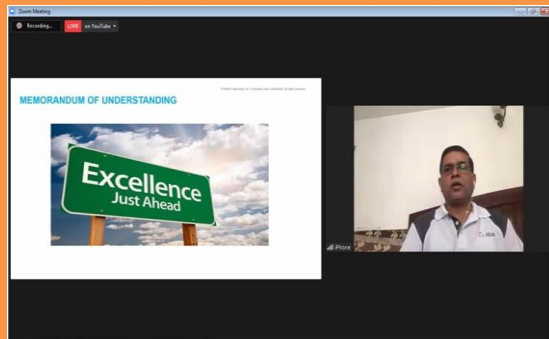 Zoom Meeting
Recording...
LIVE on YouTube
MEMORANDUM OF UNDERSTANDING
Excellence
Just Ahead
iPhone